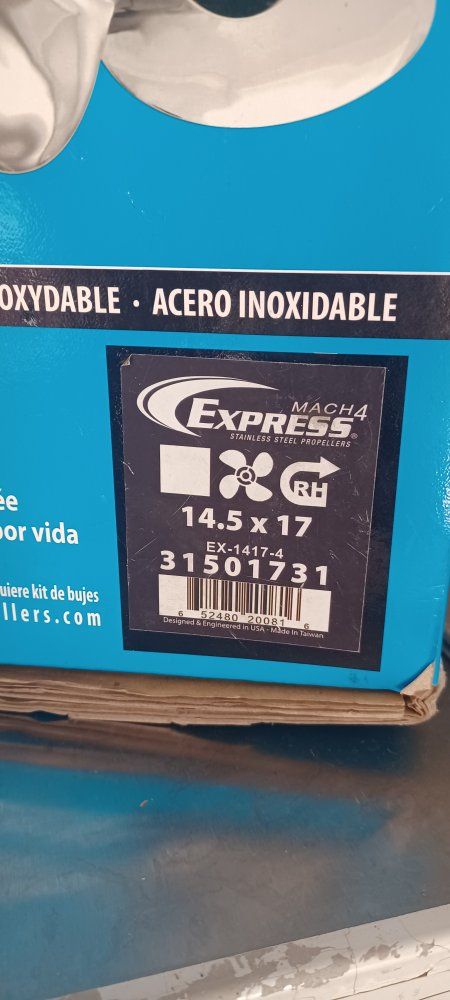 OXYDABLE · ACERO INOXIDABLE
MACH4
EXPRESS®
STAINLESS STEEL PROPELLERS
RH
14.5 x 17
EX-1417-4
31501731
6 52480 20081 6
Designed & Engineered in USA · Made In Taiwan
ée
por vida
uiere kit de bujes
llers.com